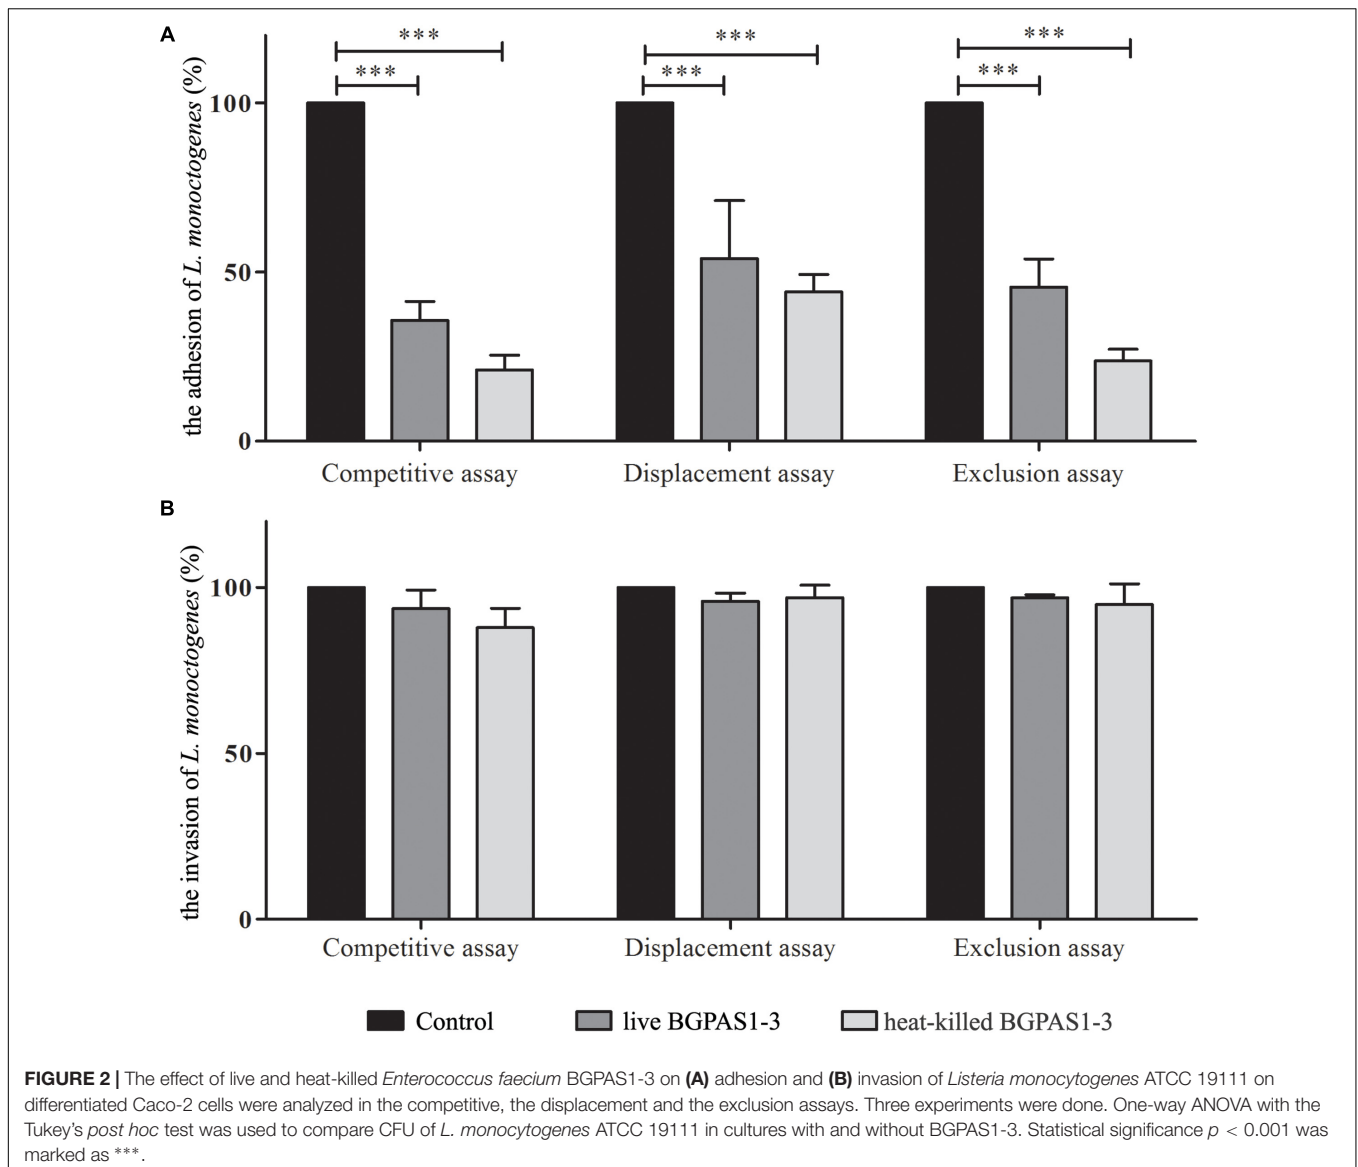 A
the adhesion of L. monoctogenes (%)
100
50
0
*** ***
*** ***
*** ***
Competitive assay Displacement assay Exclusion assay
B
the invasion of L. monoctogenes (%)
100
50
0
Competitive assay Displacement assay Exclusion assay
Control live BGPAS1-3 heat-killed BGPAS1-3
FIGURE 2 | The effect of live and heat-killed Enterococcus faecium BGPAS1-3 on (A) adhesion and (B) invasion of Listeria monocytogenes ATCC 19111 on
differentiated Caco-2 cells were analyzed in the competitive, the displacement and the exclusion assays. Three experiments were done. One-way ANOVA with the
Tukey's post hoc test was used to compare CFU of L. monocytogenes ATCC 19111 in cultures with and without BGPAS1-3. Statistical significance p < 0.001 was
marked as ***.